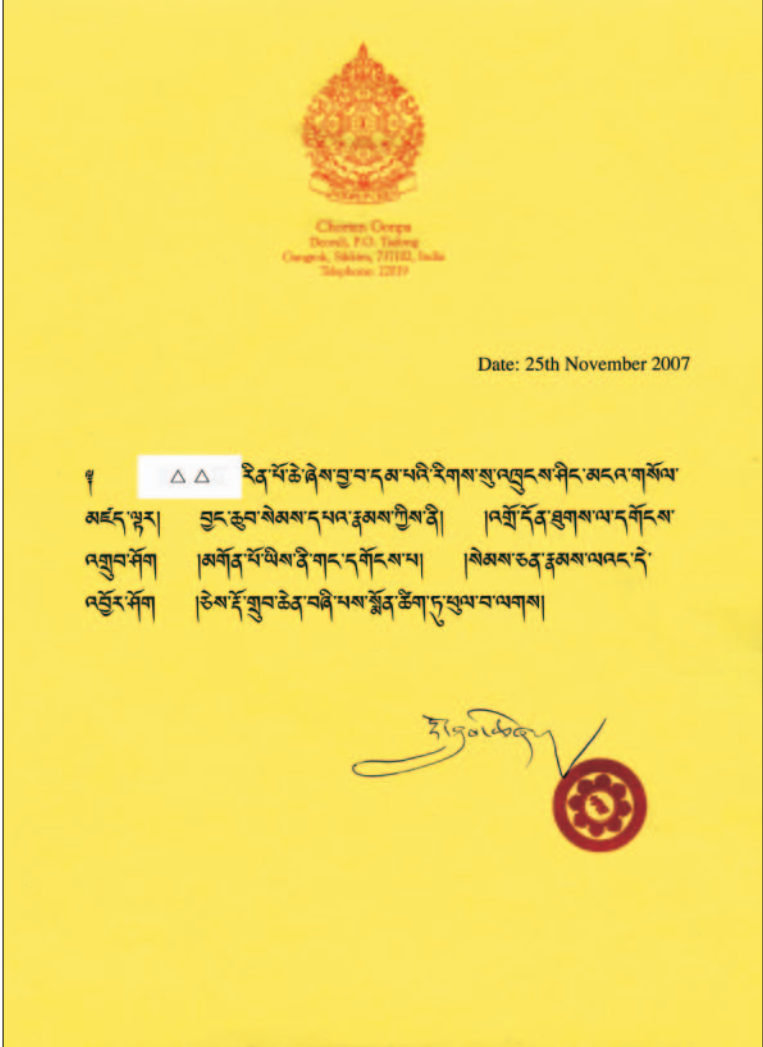 Chorten Gonpa
Deorali, P.O. Tadong
Gangtok, Sikkim, 737102, India
Telephone: 22019
Date: 25th November 2007
༄ △ △ རིན་པོ་ཆེ་ཞེས་བྱ་བ་དམ་པའི་རིགས་སུ་འཁྲུངས་ཤིང་མངའ་གསོལ་
མཛད་ལྟར། བྱང་ཆུབ་སེམས་དཔའ་རྣམས་ཀྱིས་ནི། །འགྲོ་དོན་ཐུགས་ལ་དགོངས་
འགྲུབ་ཤོག །མགོན་པོ་ཡིས་ནི་གང་དགོངས་པ། །སེམས་ཅན་རྣམས་ལའང་དེ་
འབྱོར་ཤོག །ཅེས་རྡོ་གྲུབ་ཆེན་བཞི་པས་སྨོན་ཚིག་ཏུ་ཕུལ་བ་ལགས།